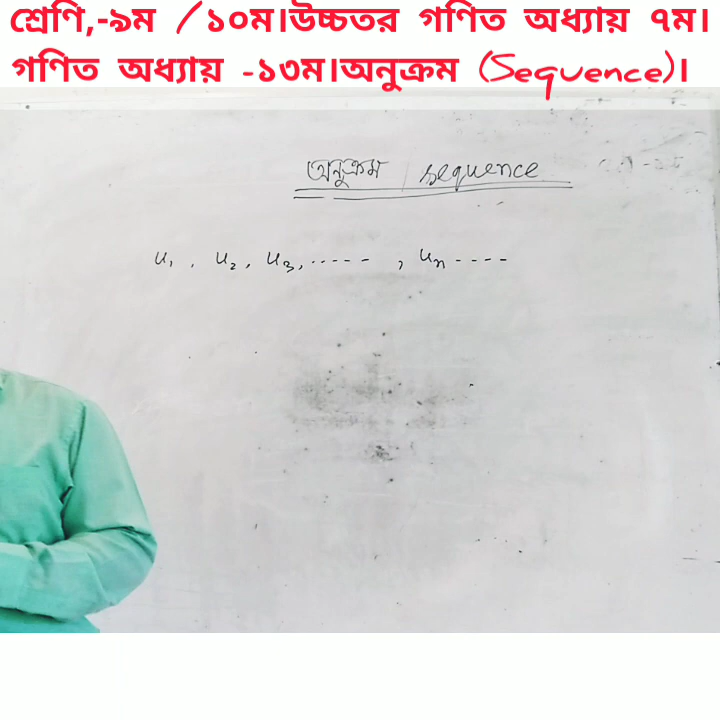 শ্রেণি,-৯ম /১০ম।উচ্চতর গণিত অধ্যায় ৭ম।
গণিত অধ্যায় -১৩ম।অনুক্রম (Sequence)।
অনুক্রম / sequence
u₁, u₂, u₃, ..... , uₙ ----